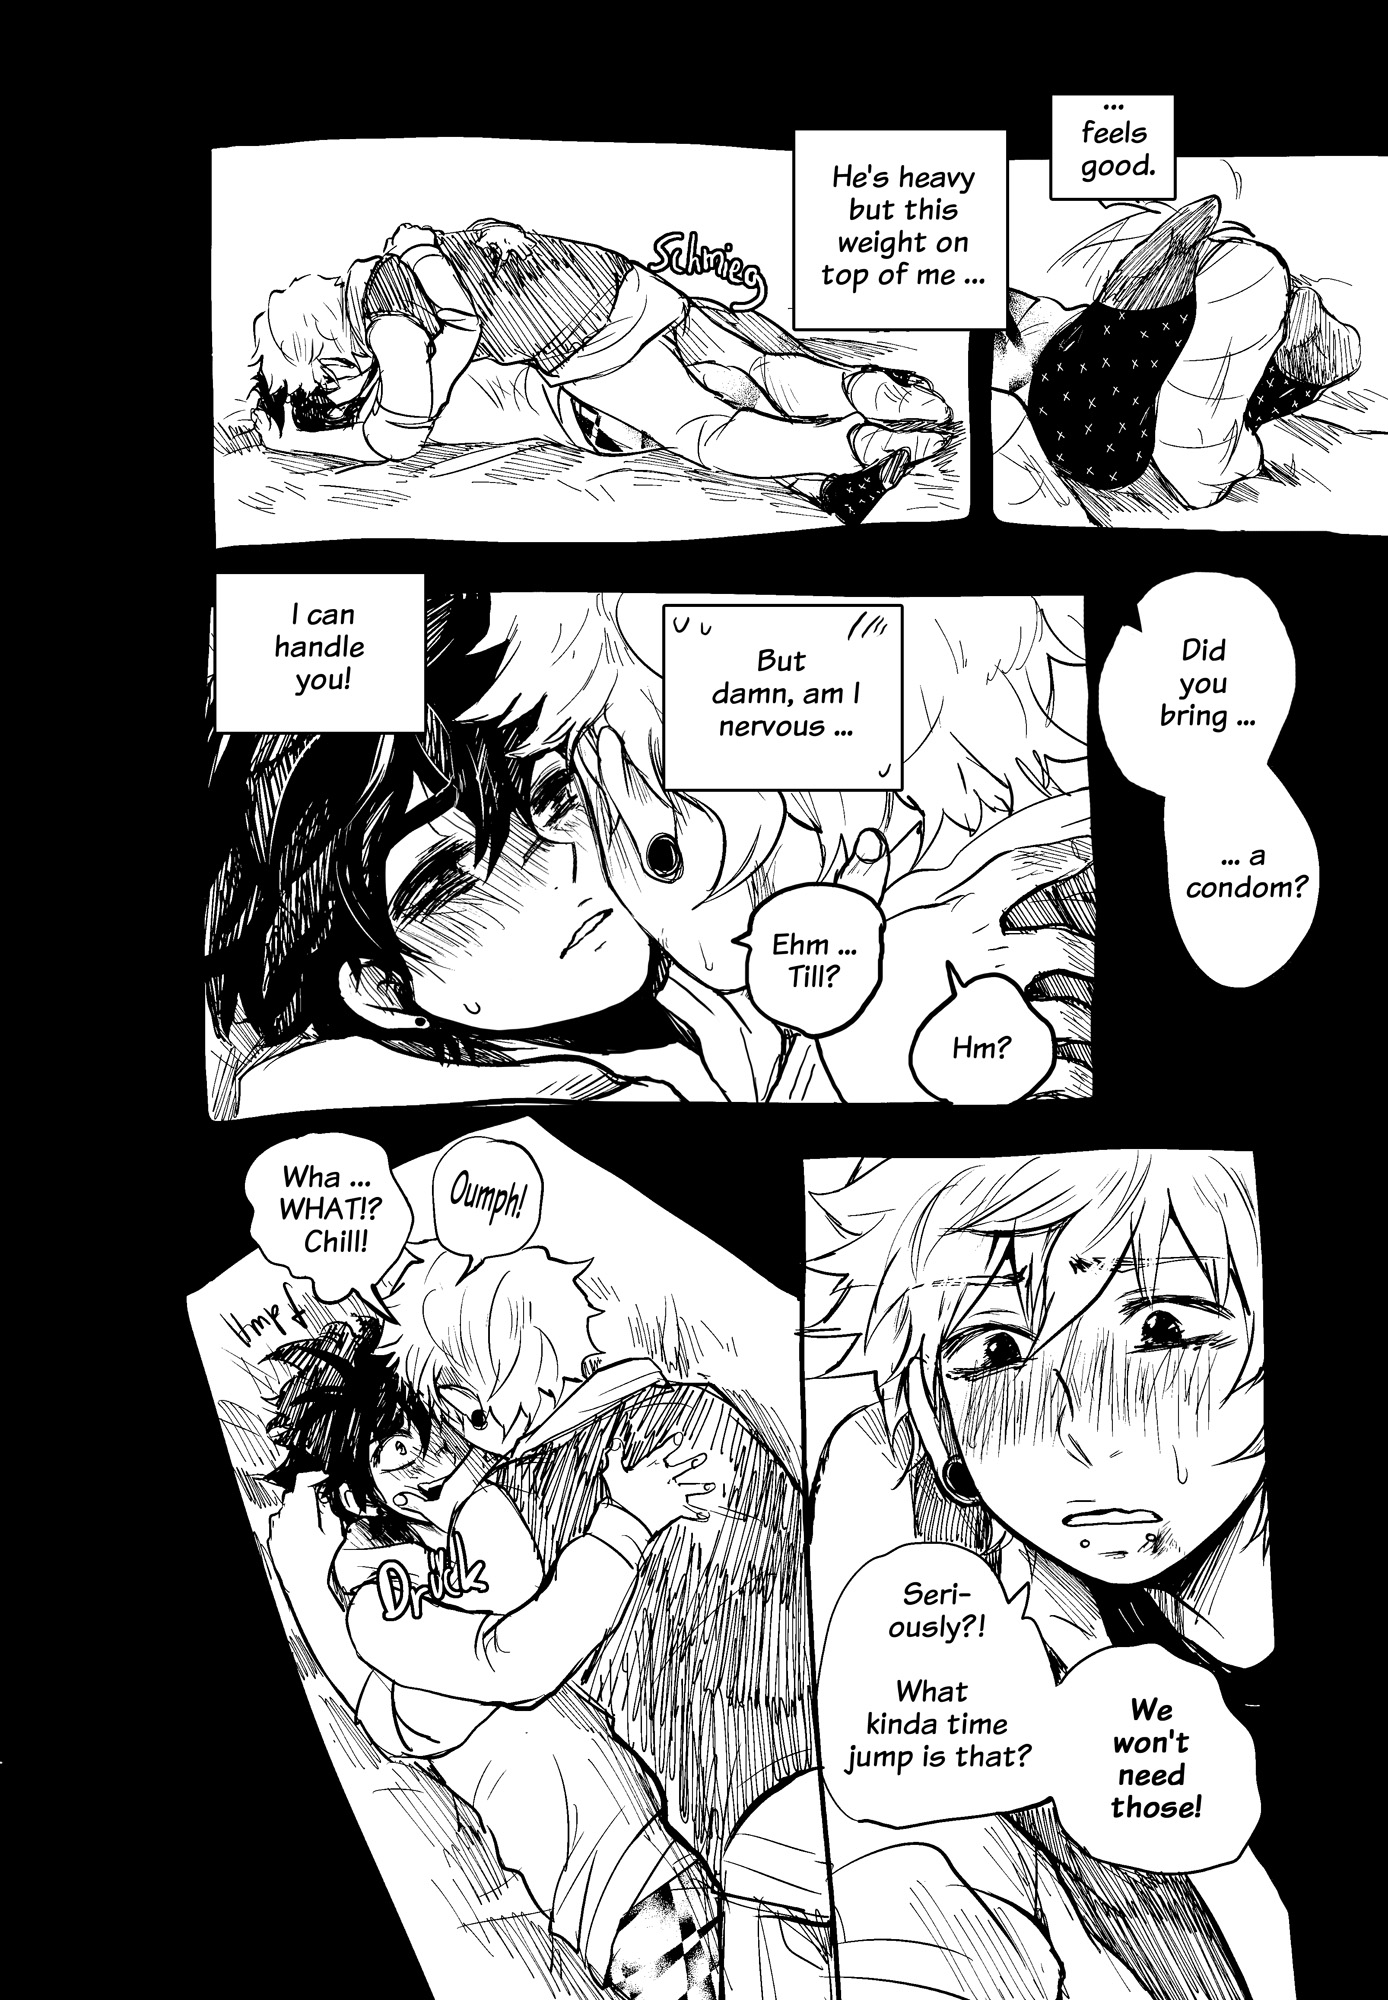 He's heavy
but this
weight on
top of me ...
...
feels
good.
Schmieg
I can
handle
you!
But
damn, am I
nervous ...
Ehm ...
Till?
Hm?
Did
you
bring ...
... a
condom?
Wha ...
WHAT!?
Chill!
Oumph!
Hmpf
Drück
Seri-
ously?!
What
kinda time
jump is that?
We
won't
need
those!